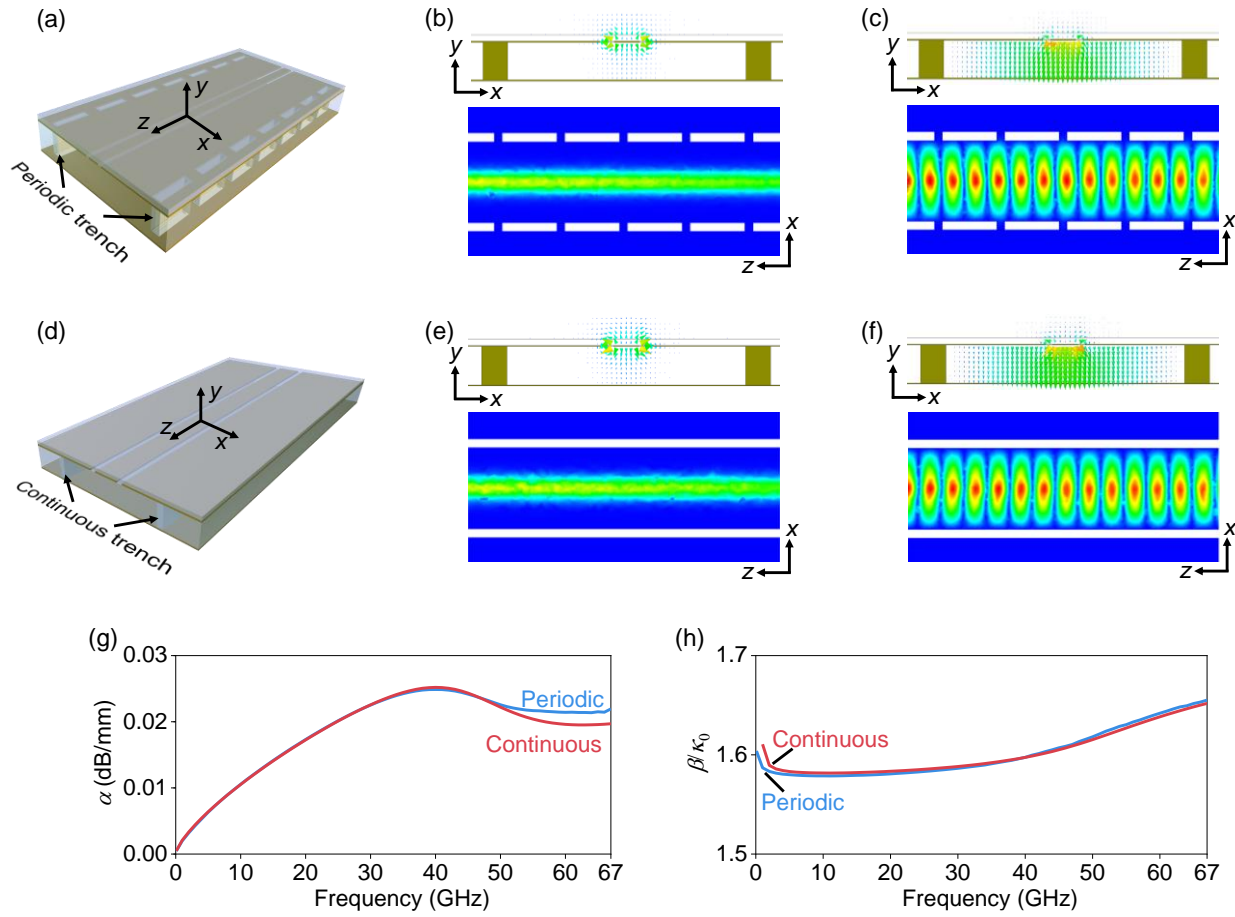 (a)
y
z
x
Periodic trench
(b)
y
x
x
z
(c)
y
x
x
z
(d)
y
z
x
Continuous trench
(e)
y
x
x
z
(f)
y
x
x
z
(g)
0.03
0.02
0.01
0.00
α (dB/mm)
Periodic
Continuous
0 10 20 30 40 50 60 67
Frequency (GHz)
(h)
1.7
1.6
1.5
β/κ₀
Continuous
Periodic
0 10 20 30 40 50 60 67
Frequency (GHz)